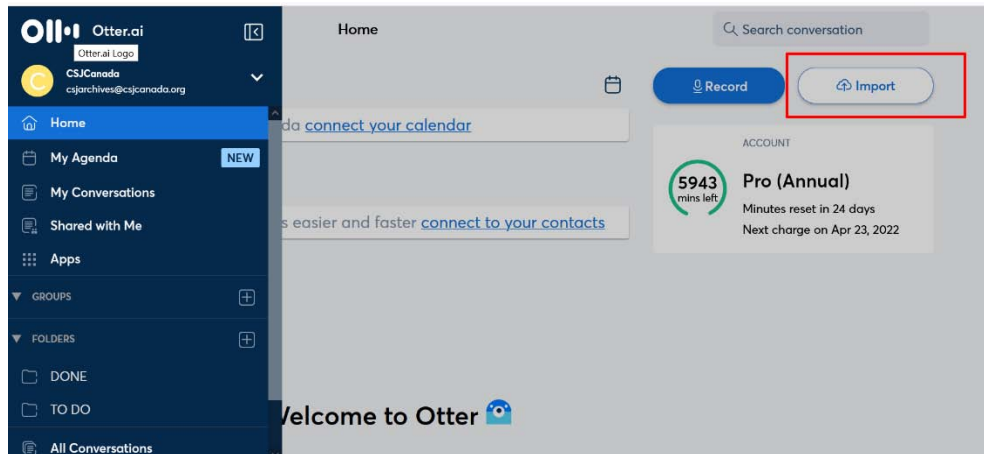 Otter.ai
Otter.ai Logo
C
CSJCanada
csjarchives@csjcanada.org
Home
My Agenda NEW
My Conversations
Shared with Me
Apps
GROUPS
FOLDERS
DONE
TO DO
All Conversations
Home
Search conversation
Record
Import
da connect your calendar
s easier and faster connect to your contacts
ACCOUNT
5943
mins left
Pro (Annual)
Minutes reset in 24 days
Next charge on Apr 23, 2022
Welcome to Otter